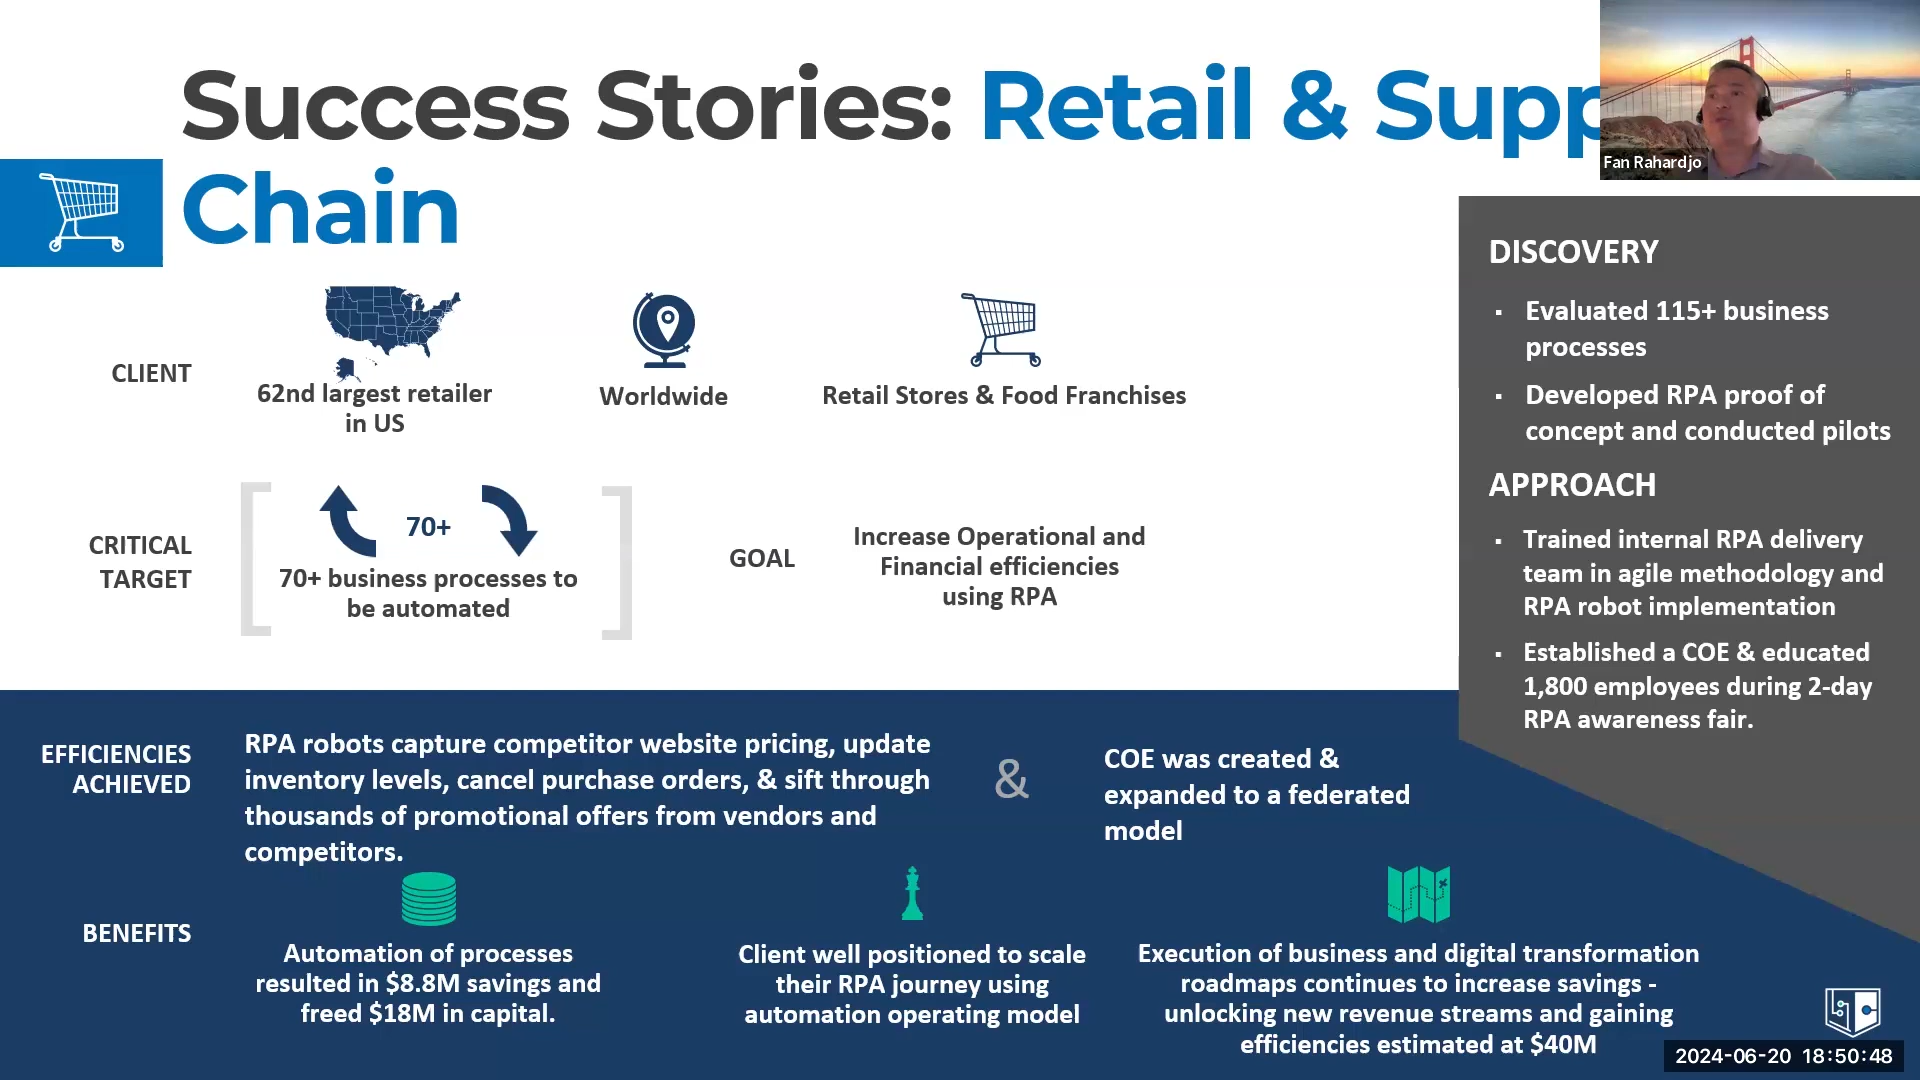 Success Stories: Retail & Supp
Chain
Fan Rahardjo
CLIENT
62nd largest retailer
in US
Worldwide
Retail Stores & Food Franchises
CRITICAL
TARGET
70+
70+ business processes to
be automated
GOAL
Increase Operational and
Financial efficiencies
using RPA
DISCOVERY
▪ Evaluated 115+ business
processes
▪ Developed RPA proof of
concept and conducted pilots
APPROACH
▪ Trained internal RPA delivery
team in agile methodology and
RPA robot implementation
▪ Established a COE & educated
1,800 employees during 2-day
RPA awareness fair.
EFFICIENCIES
ACHIEVED
RPA robots capture competitor website pricing, update
inventory levels, cancel purchase orders, & sift through
thousands of promotional offers from vendors and
competitors.
&
COE was created &
expanded to a federated
model
BENEFITS
Automation of processes
resulted in $8.8M savings and
freed $18M in capital.
Client well positioned to scale
their RPA journey using
automation operating model
Execution of business and digital transformation
roadmaps continues to increase savings -
unlocking new revenue streams and gaining
efficiencies estimated at $40M
2024-06-20 18:50:48